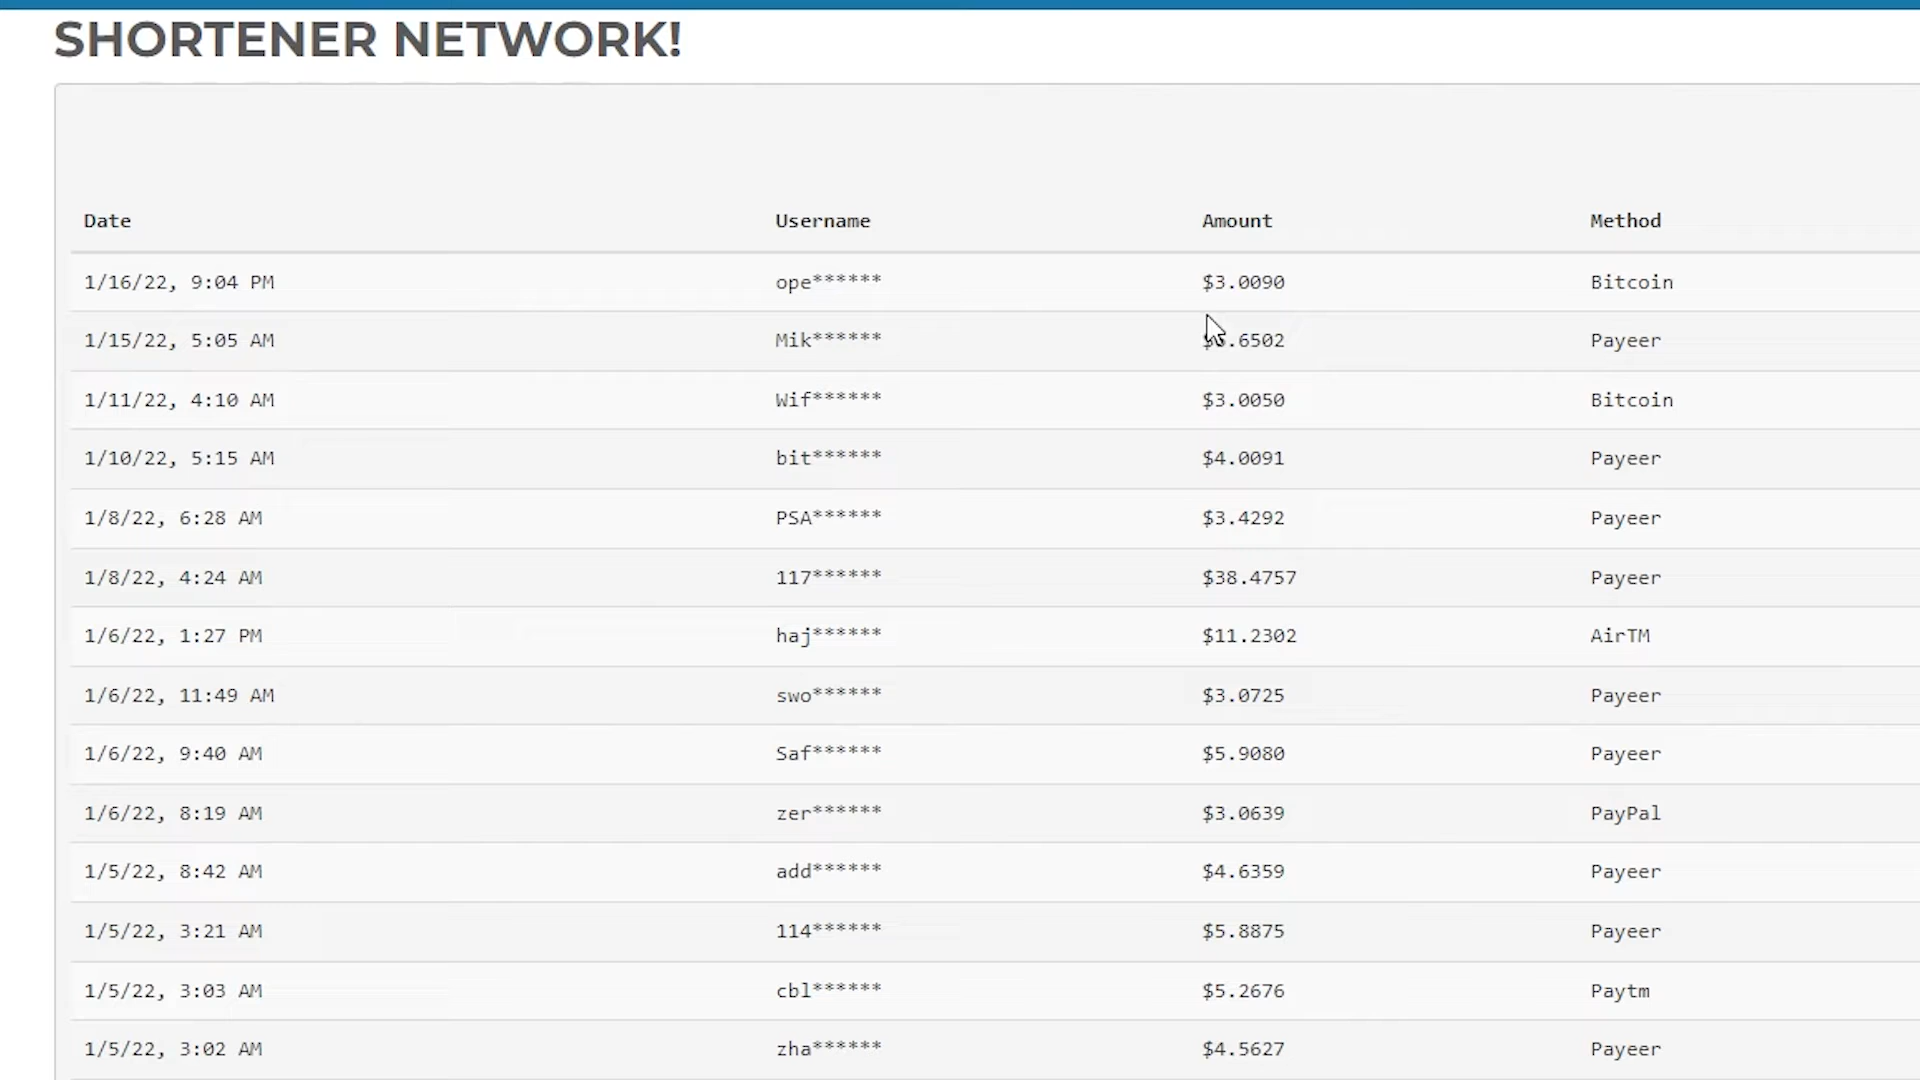 SHORTENER NETWORK!
Date Username Amount Method
1/16/22, 9:04 PM ope****** $3.0090 Bitcoin
1/15/22, 5:05 AM Mik****** .6502 Payeer
1/11/22, 4:10 AM Wif****** $3.0050 Bitcoin
1/10/22, 5:15 AM bit****** $4.0091 Payeer
1/8/22, 6:28 AM PSA****** $3.4292 Payeer
1/8/22, 4:24 AM 117****** $38.4757 Payeer
1/6/22, 1:27 PM haj****** $11.2302 AirTM
1/6/22, 11:49 AM swo****** $3.0725 Payeer
1/6/22, 9:40 AM Saf****** $5.9080 Payeer
1/6/22, 8:19 AM zer****** $3.0639 PayPal
1/5/22, 8:42 AM add****** $4.6359 Payeer
1/5/22, 3:21 AM 114****** $5.8875 Payeer
1/5/22, 3:03 AM cbl****** $5.2676 Paytm
1/5/22, 3:02 AM zha****** $4.5627 Payeer